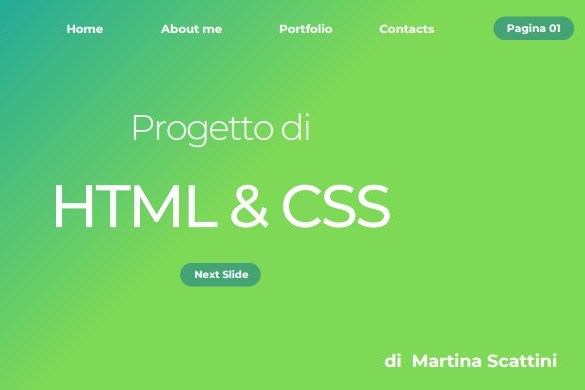 Home About me Portfolio Contacts Pagina 01
Progetto di
HTML & CSS
Next Slide
di Martina Scattini